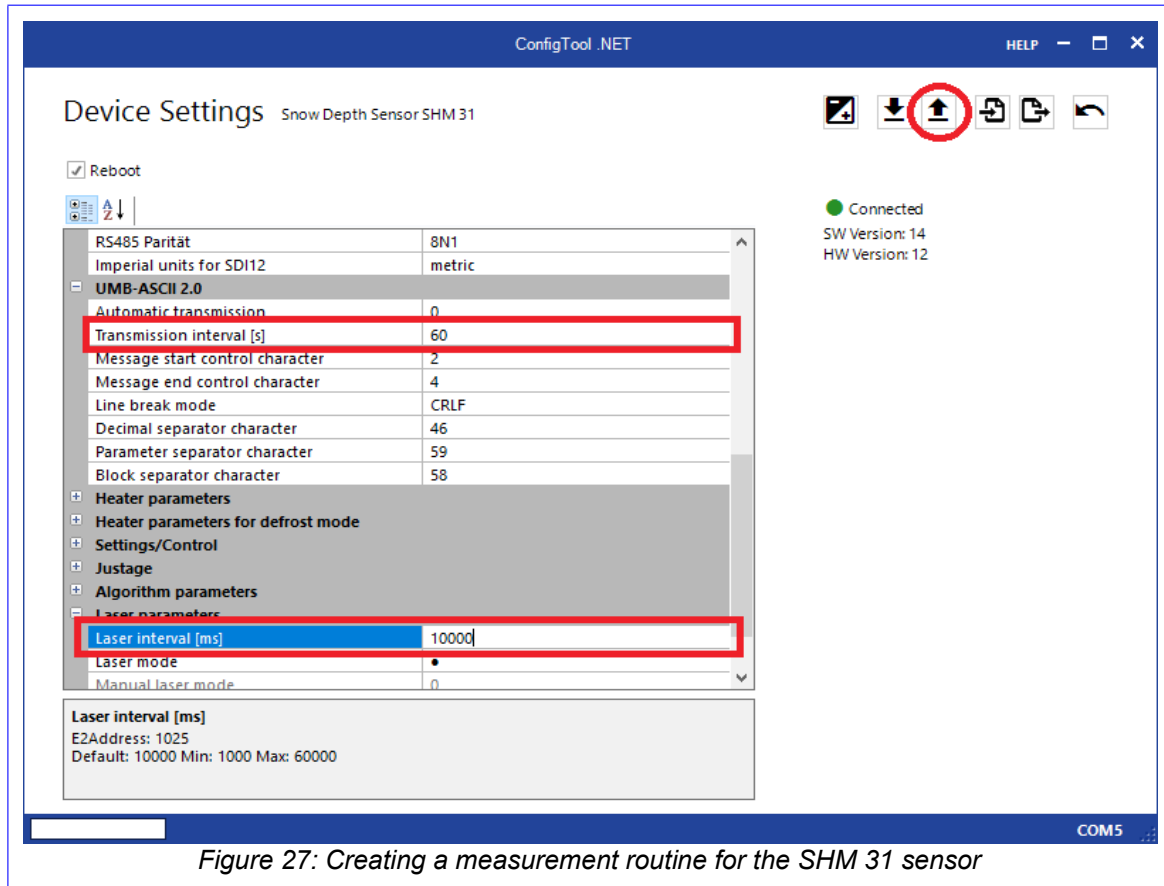 ConfigTool .NET
HELP
Device Settings Snow Depth Sensor SHM 31
Reboot
A
Z
Connected
SW Version: 14
HW Version: 12
RS485 Parität 8N1
Imperial units for SDI12 metric
UMB-ASCII 2.0
Automatic transmission 0
Transmission interval [s] 60
Message start control character 2
Message end control character 4
Line break mode CRLF
Decimal separator character 46
Parameter separator character 59
Block separator character 58
Heater parameters
Heater parameters for defrost mode
Settings/Control
Justage
Algorithm parameters
Laser parameters
Laser interval [ms] 10000
Laser mode ●
Manual laser mode 0
Laser interval [ms]
E2Address: 1025
Default: 10000 Min: 1000 Max: 60000
COM5
Figure 27: Creating a measurement routine for the SHM 31 sensor